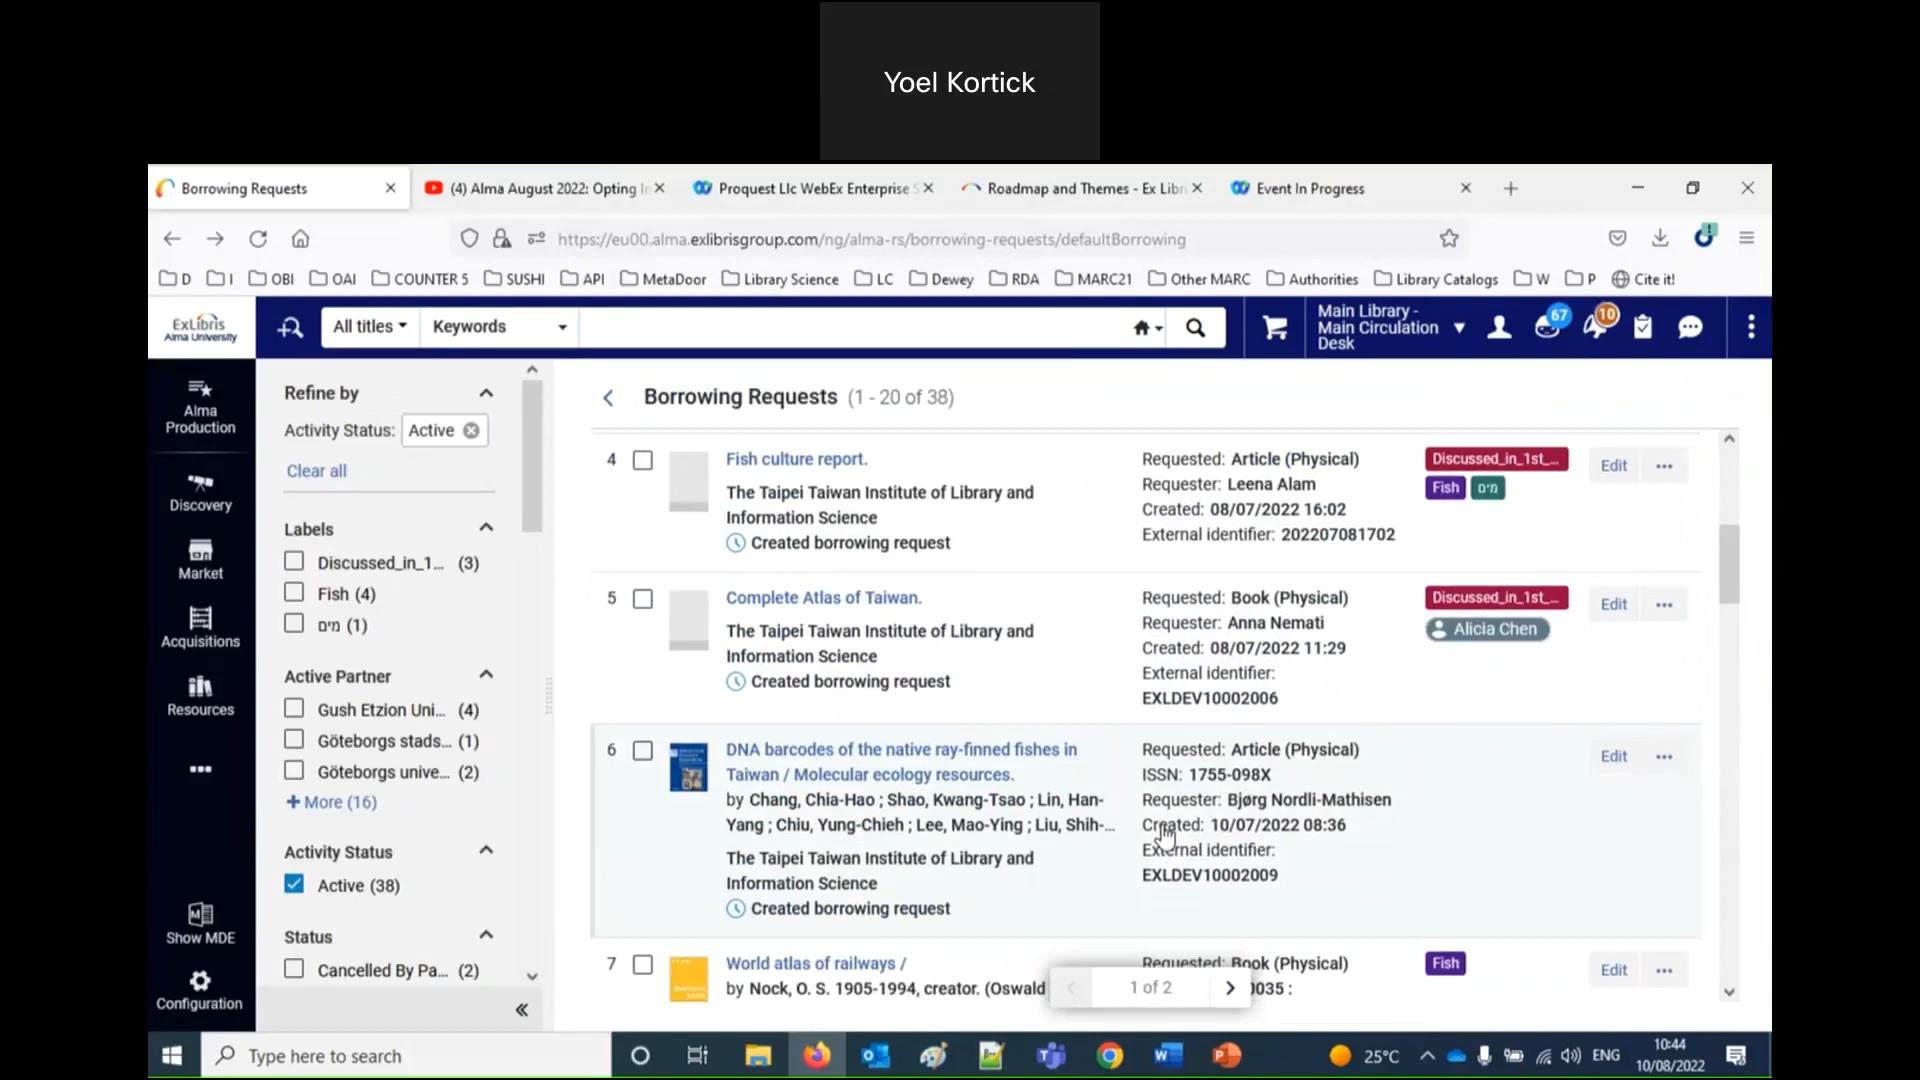 Yoel Kortick
Borrowing Requests
(4) Alma August 2022: Opting In
Proquest Llc WebEx Enterprise S
Roadmap and Themes - Ex Libri
Event In Progress
https://eu00.alma.exlibrisgroup.com/ng/alma-rs/borrowing-requests/defaultBorrowing
D
I
OBI
OAI
COUNTER 5
SUSHI
API
MetaDoor
Library Science
LC
Dewey
RDA
MARC21
Other MARC
Authorities
Library Catalogs
W
P
Cite it!
ExLibris
Alma University
All titles
Keywords
Main Library -
Main Circulation
Desk
67
10
Alma
Production
Discovery
Market
Acquisitions
Resources
Show MDE
Configuration
Refine by
Activity Status: Active
Clear all
Labels
Discussed_in_1... (3)
Fish (4)
מים (1)
Active Partner
Gush Etzion Uni... (4)
Göteborgs stads... (1)
Göteborgs unive... (2)
+ More (16)
Activity Status
Active (38)
Status
Cancelled By Pa... (2)
Borrowing Requests (1 - 20 of 38)
4
Fish culture report.
The Taipei Taiwan Institute of Library and
Information Science
Created borrowing request
Requested: Article (Physical)
Requester: Leena Alam
Created: 08/07/2022 16:02
External identifier: 202207081702
Discussed_in_1st_...
Fish
מים
Edit
5
Complete Atlas of Taiwan.
The Taipei Taiwan Institute of Library and
Information Science
Created borrowing request
Requested: Book (Physical)
Requester: Anna Nemati
Created: 08/07/2022 11:29
External identifier:
EXLDEV10002006
Discussed_in_1st_...
Alicia Chen
Edit
6
DNA barcodes of the native ray-finned fishes in
Taiwan / Molecular ecology resources.
by Chang, Chia-Hao ; Shao, Kwang-Tsao ; Lin, Han-
Yang ; Chiu, Yung-Chieh ; Lee, Mao-Ying ; Liu, Shih-...
The Taipei Taiwan Institute of Library and
Information Science
Created borrowing request
Requested: Article (Physical)
ISSN: 1755-098X
Requester: Bjørg Nordli-Mathisen
Created: 10/07/2022 08:36
External identifier:
EXLDEV10002009
Edit
7
World atlas of railways /
by Nock, O. S. 1905-1994, creator. (Oswald
Requested: Book (Physical)
0035 :
Fish
Edit
1 of 2
Type here to search
25°C
ENG
10:44
10/08/2022